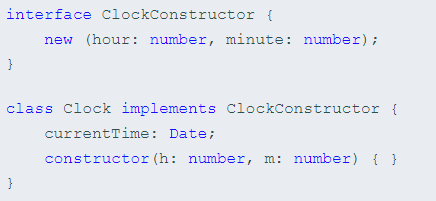 interface ClockConstructor {
    new (hour: number, minute: number);
}
class Clock implements ClockConstructor {
    currentTime: Date;
    constructor(h: number, m: number) { }
}